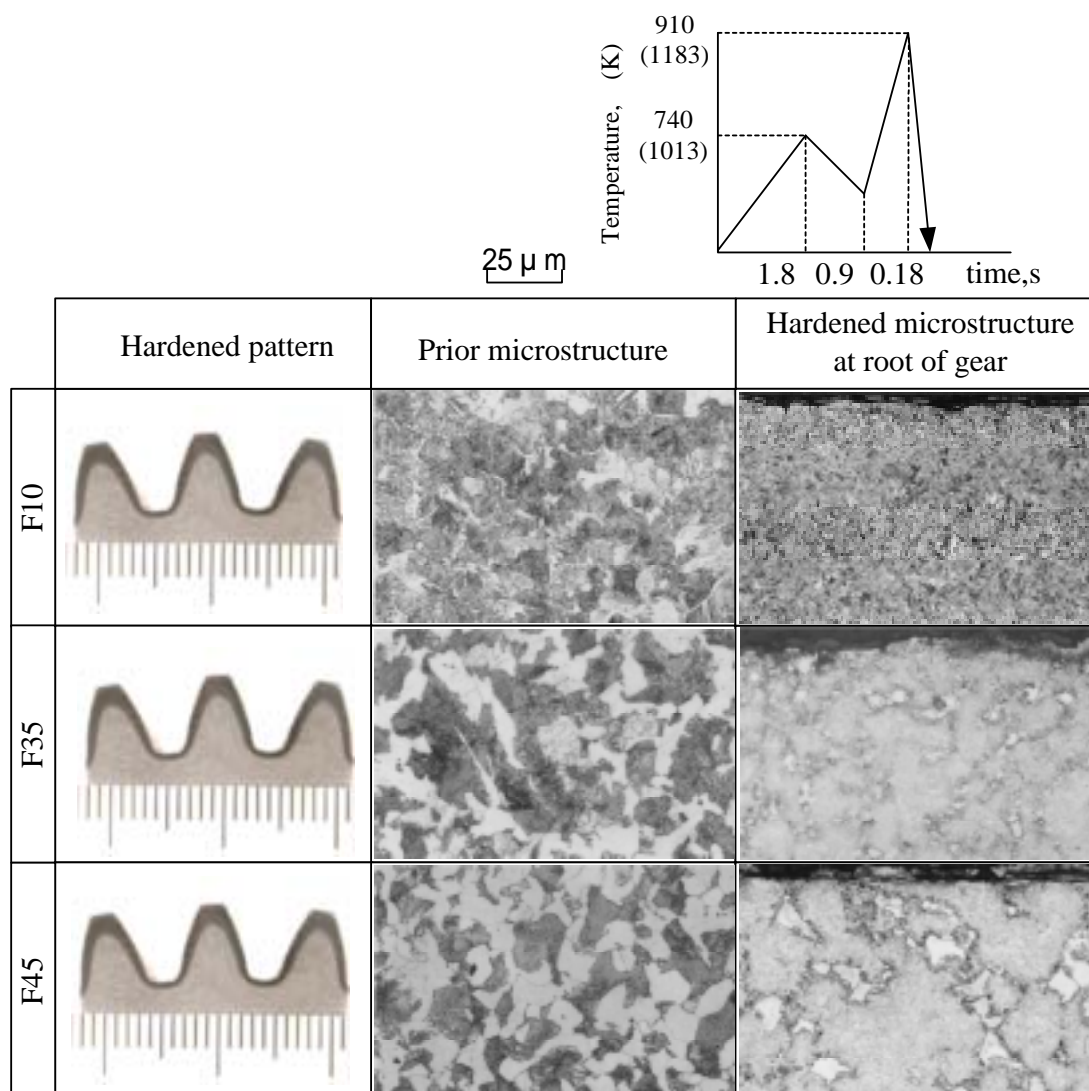 910
(1183)
740
(1013)
Temperature, (K)
1.8 0.9 0.18 time,s
25 μ m
Hardened pattern
Prior microstructure
Hardened microstructure
at root of gear
F10
F35
F45